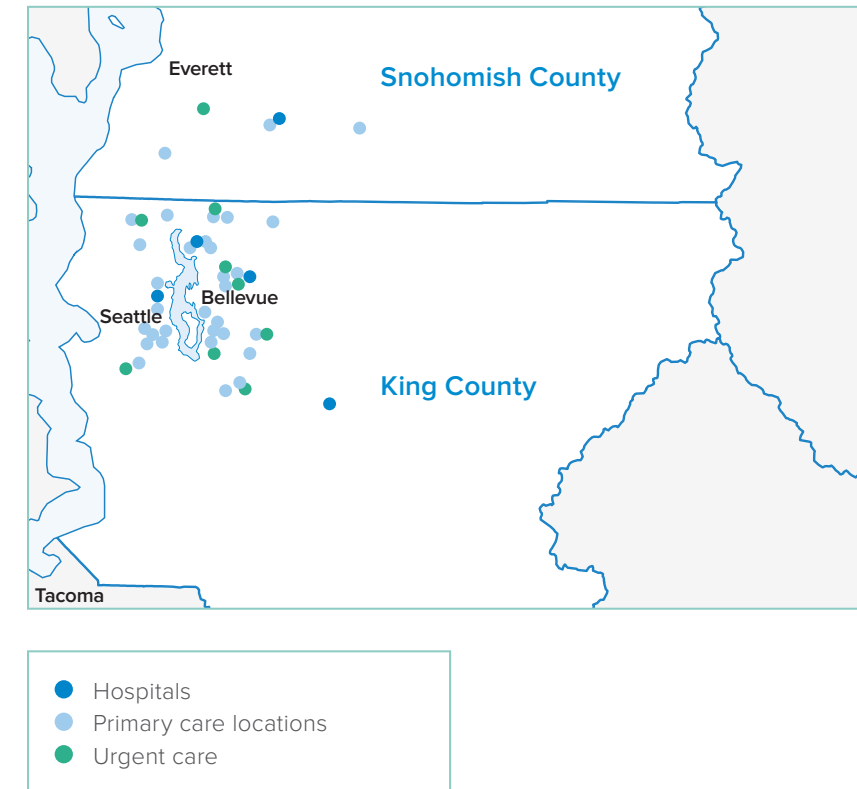 Everett
Snohomish County
Bellevue
Seattle
King County
Tacoma
Hospitals
Primary care locations
Urgent care